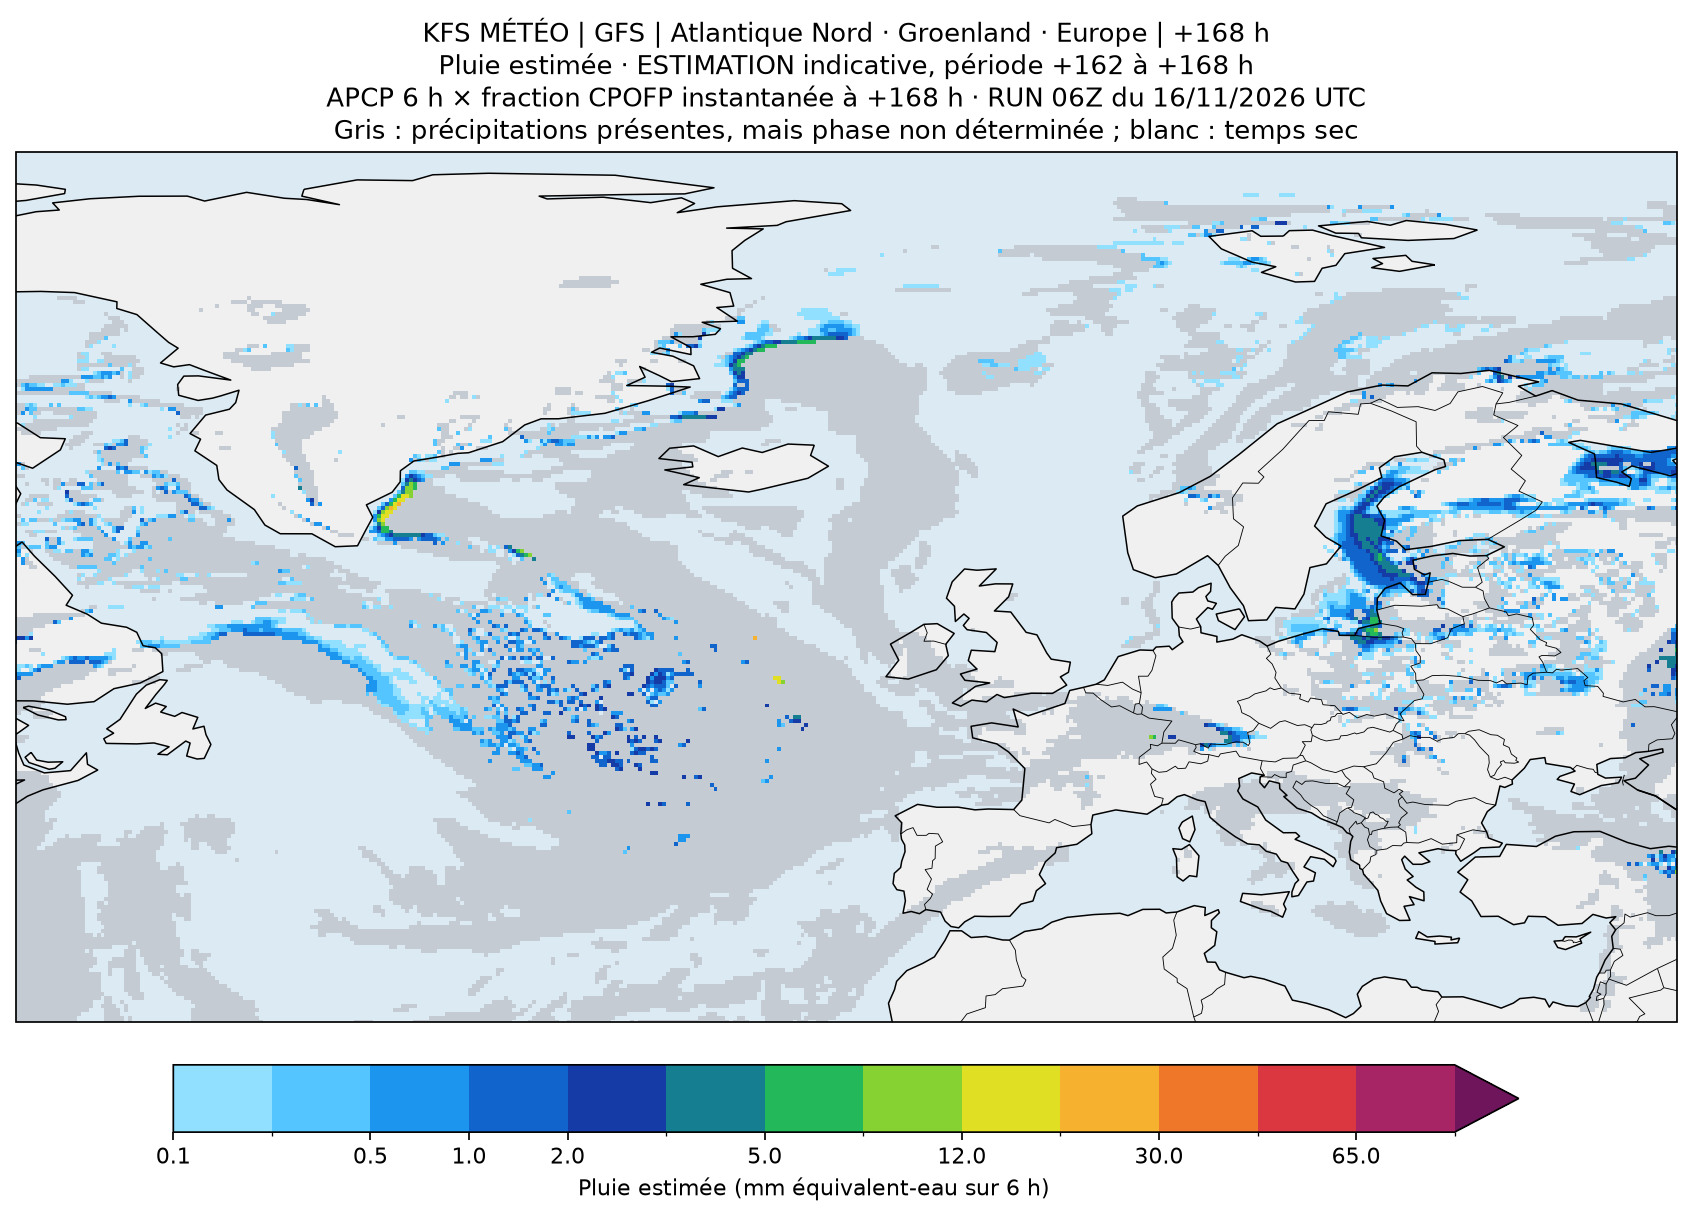 KFS MÉTÉO | GFS | Atlantique Nord · Groenland · Europe | +168 h
Pluie estimée · ESTIMATION indicative, période +162 à +168 h
APCP 6 h × fraction CPOFP instantanée à +168 h · RUN 06Z du 16/11/2026 UTC
Gris : précipitations présentes, mais phase non déterminée ; blanc : temps sec
0.1 0.5 1.0 2.0 5.0 12.0 30.0 65.0
Pluie estimée (mm équivalent-eau sur 6 h)